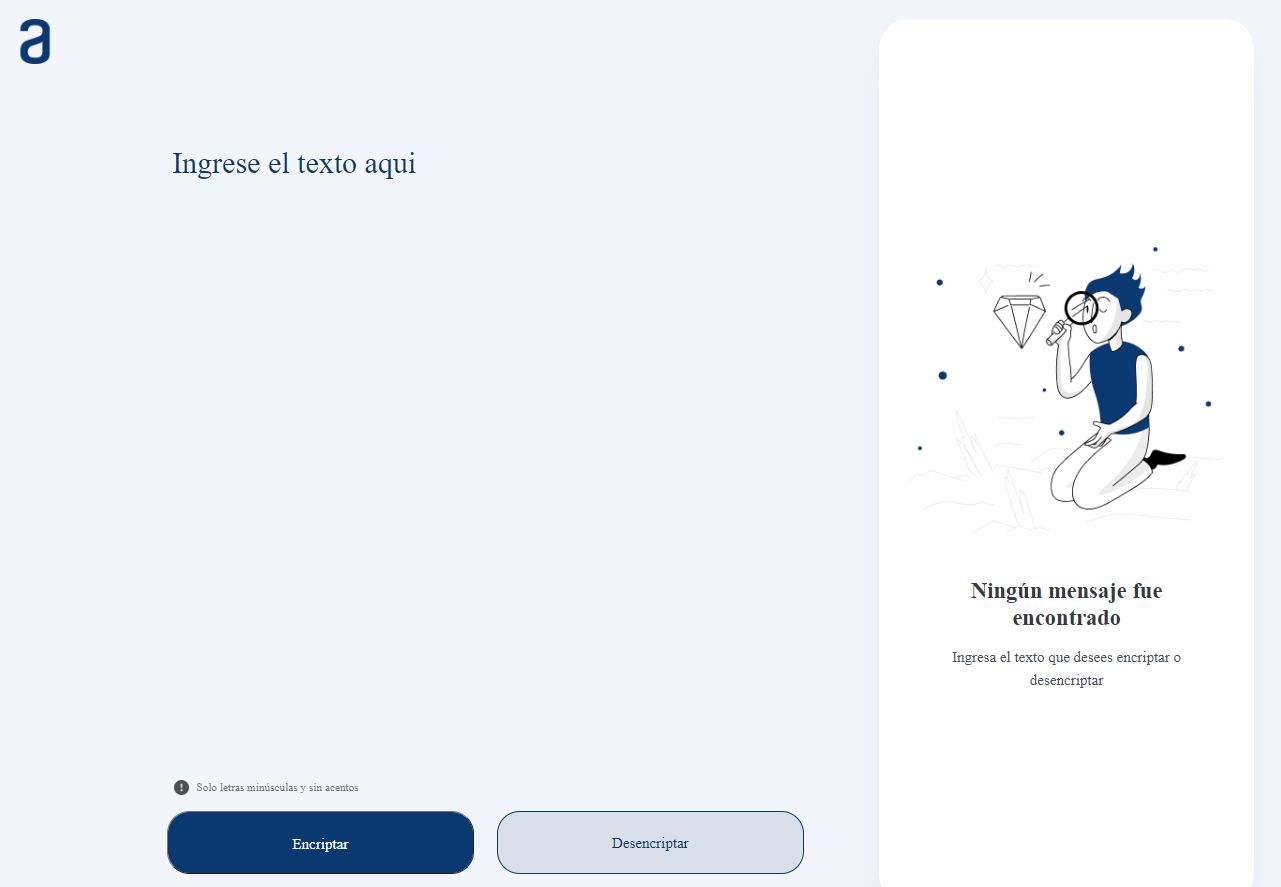 a
Ingrese el texto aqui
Ningún mensaje fue
encontrado
Ingresa el texto que desees encriptar o
desencriptar
! Solo letras minúsculas y sin acentos
Encriptar
Desencriptar